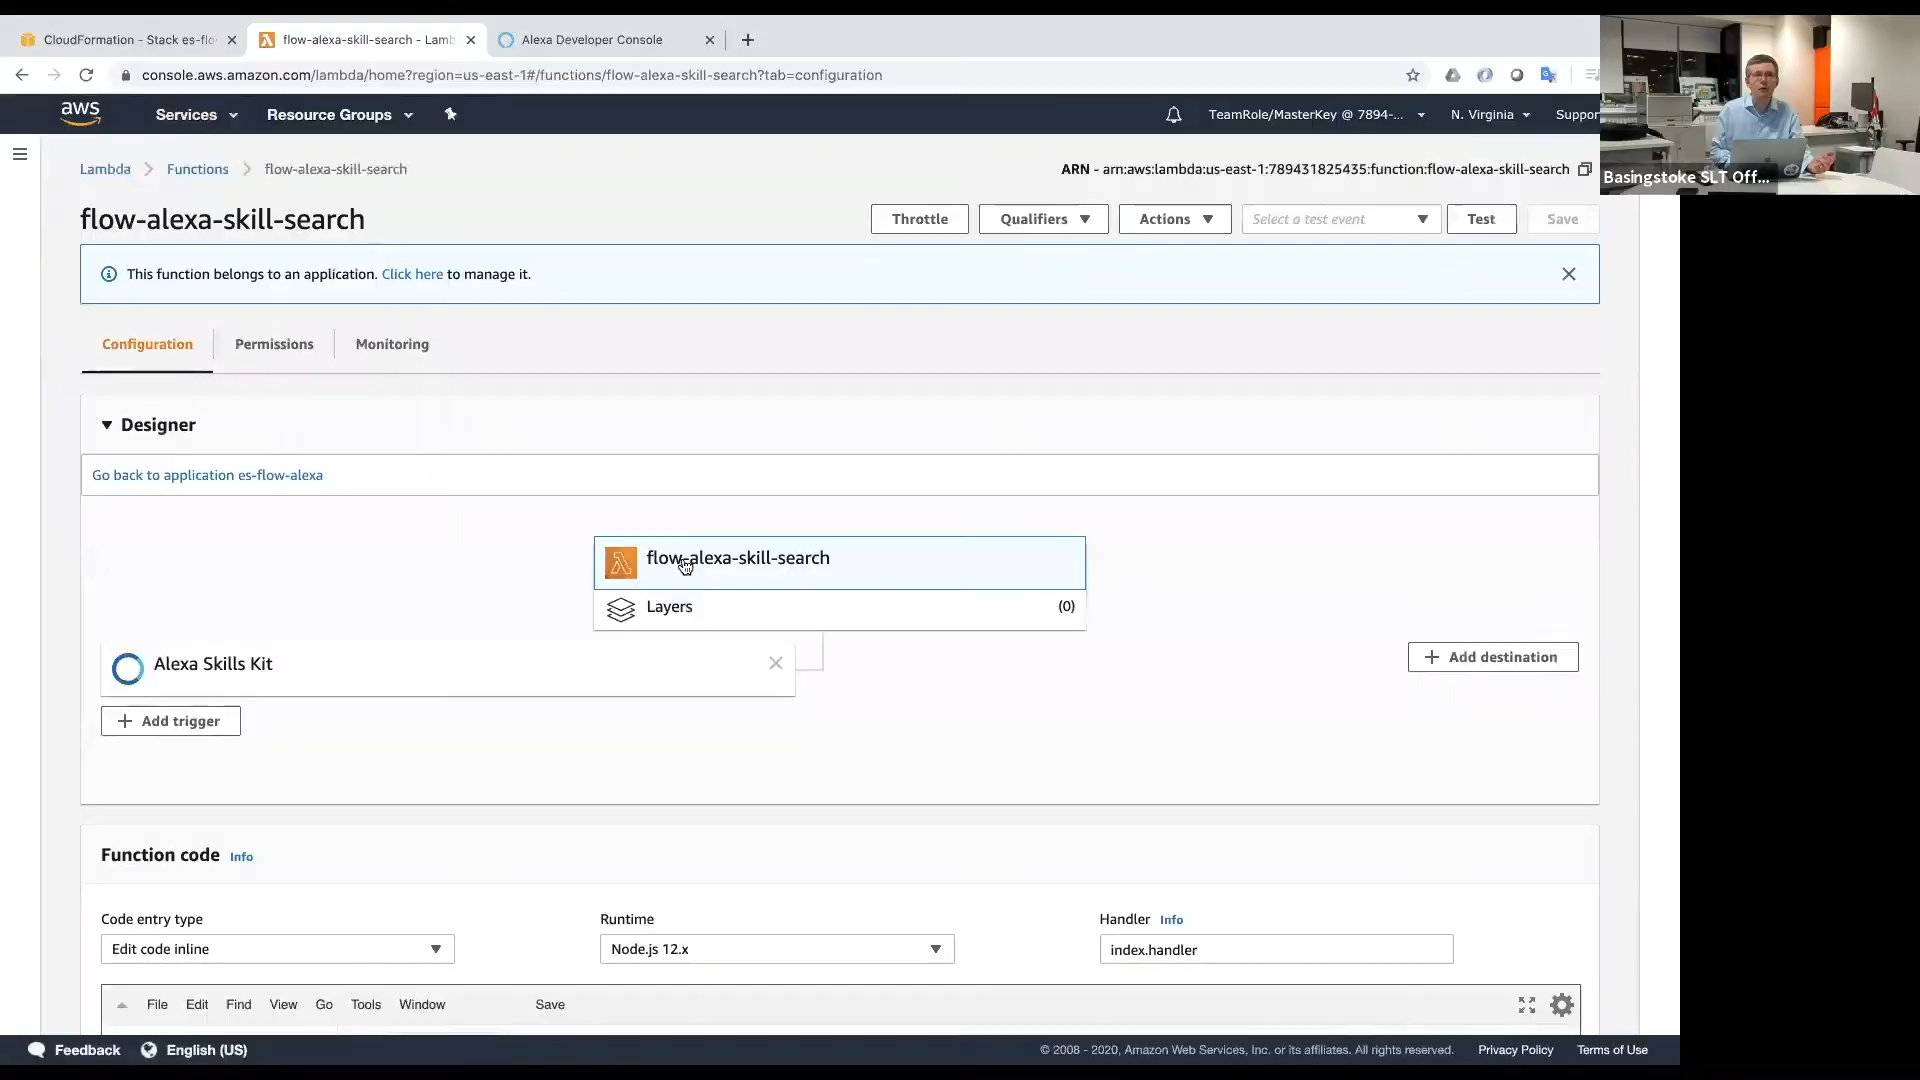 CloudFormation - Stack es-flo
flow-alexa-skill-search - Lamb
Alexa Developer Console
console.aws.amazon.com/lambda/home?region=us-east-1#/functions/flow-alexa-skill-search?tab=configuration
aws
Services
Resource Groups
TeamRole/MasterKey @ 7894-...
N. Virginia
Suppor
Basingstoke SLT Off...
Lambda
Functions
flow-alexa-skill-search
ARN - arn:aws:lambda:us-east-1:789431825435:function:flow-alexa-skill-search
flow-alexa-skill-search
Throttle
Qualifiers
Actions
Select a test event
Test
Save
This function belongs to an application. Click here to manage it.
Configuration
Permissions
Monitoring
Designer
Go back to application es-flow-alexa
flow-alexa-skill-search
Layers
(0)
Alexa Skills Kit
Add destination
Add trigger
Function code Info
Code entry type
Runtime
Handler Info
Edit code inline
Node.js 12.x
index.handler
File Edit Find View Go Tools Window Save
Feedback
English (US)
© 2008 - 2020, Amazon Web Services, Inc. or its affiliates. All rights reserved.
Privacy Policy
Terms of Use